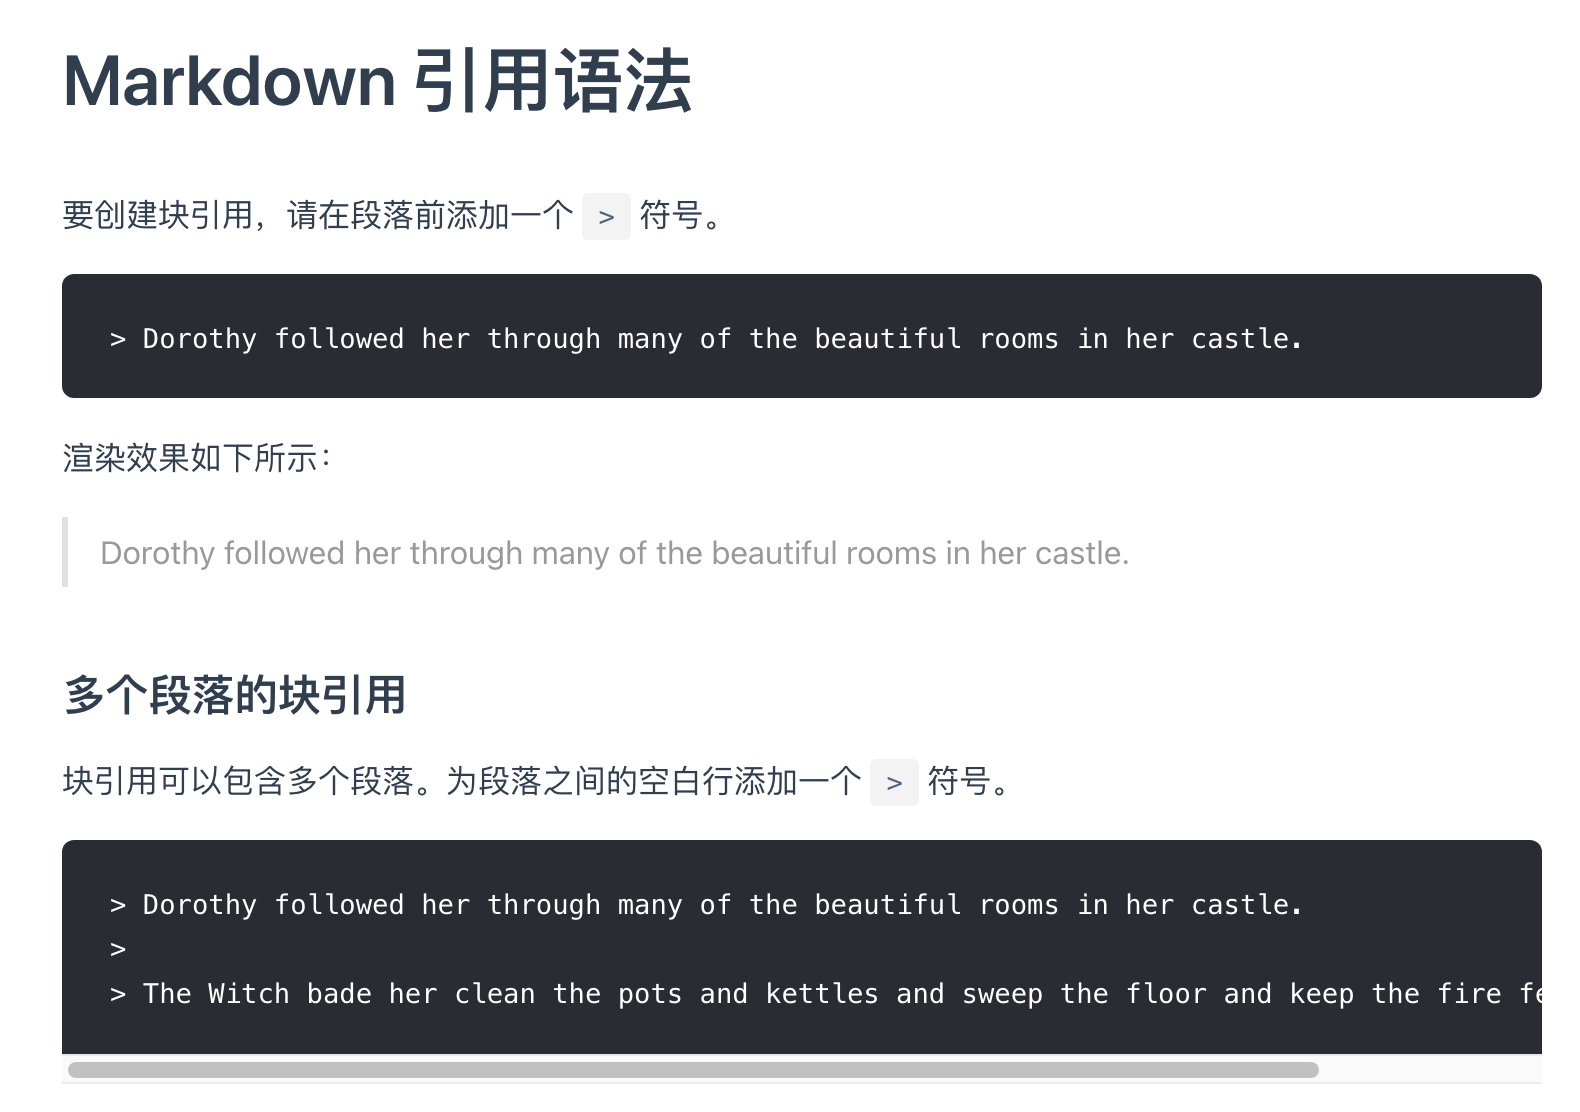 Markdown 引用语法
要创建块引用，请在段落前添加一个 > 符号。
> Dorothy followed her through many of the beautiful rooms in her castle.
渲染效果如下所示：
Dorothy followed her through many of the beautiful rooms in her castle.
多个段落的块引用
块引用可以包含多个段落。为段落之间的空白行添加一个 > 符号。
> Dorothy followed her through many of the beautiful rooms in her castle.
>
> The Witch bade her clean the pots and kettles and sweep the floor and keep the fire